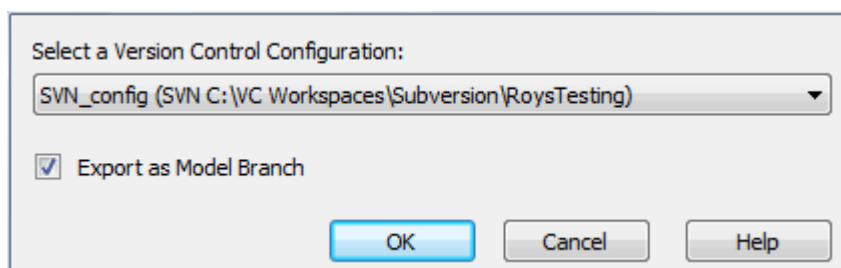 Select a Version Control Configuration:
SVN_config (SVN C:\VC Workspaces\Subversion\RoysTesting)
Export as Model Branch
OK Cancel Help